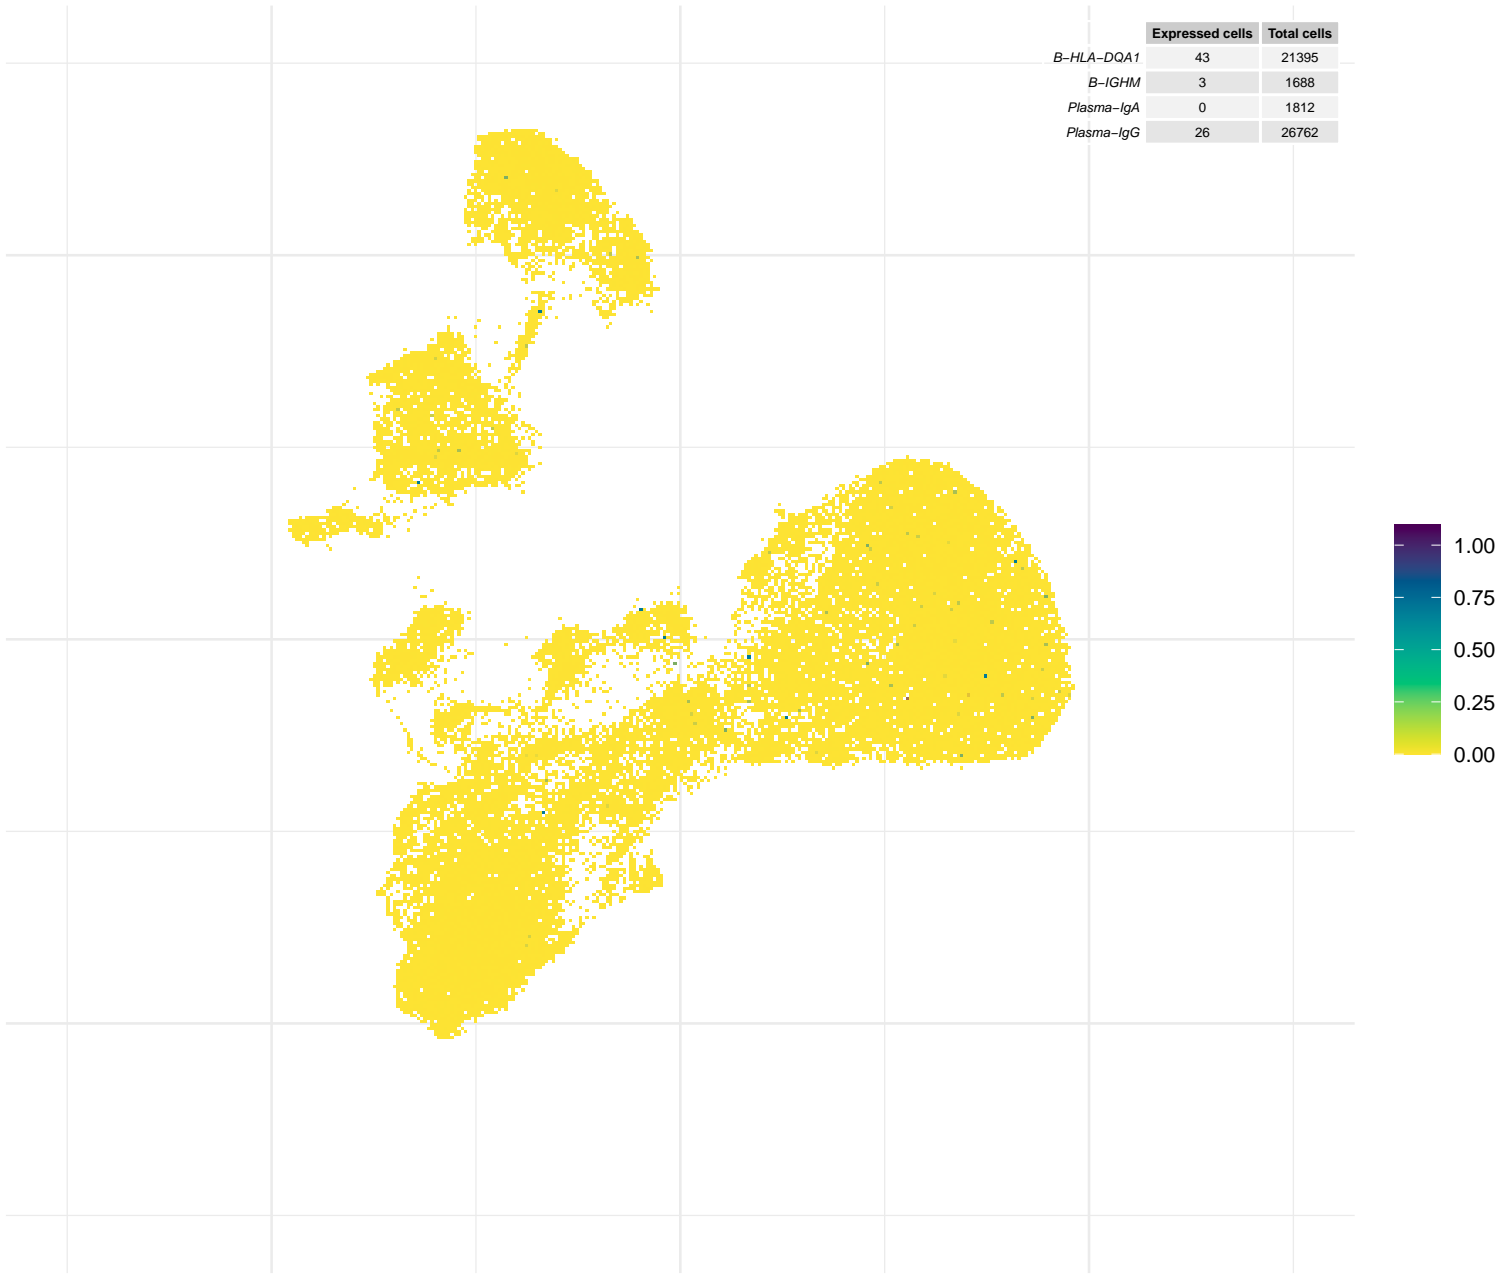 Expressed cells Total cells
B−HLA−DQA1 43 21395
B−IGHM 3 1688
Plasma−IgA 0 1812
Plasma−IgG 26 26762
1.00
0.75
0.50
0.25
0.00